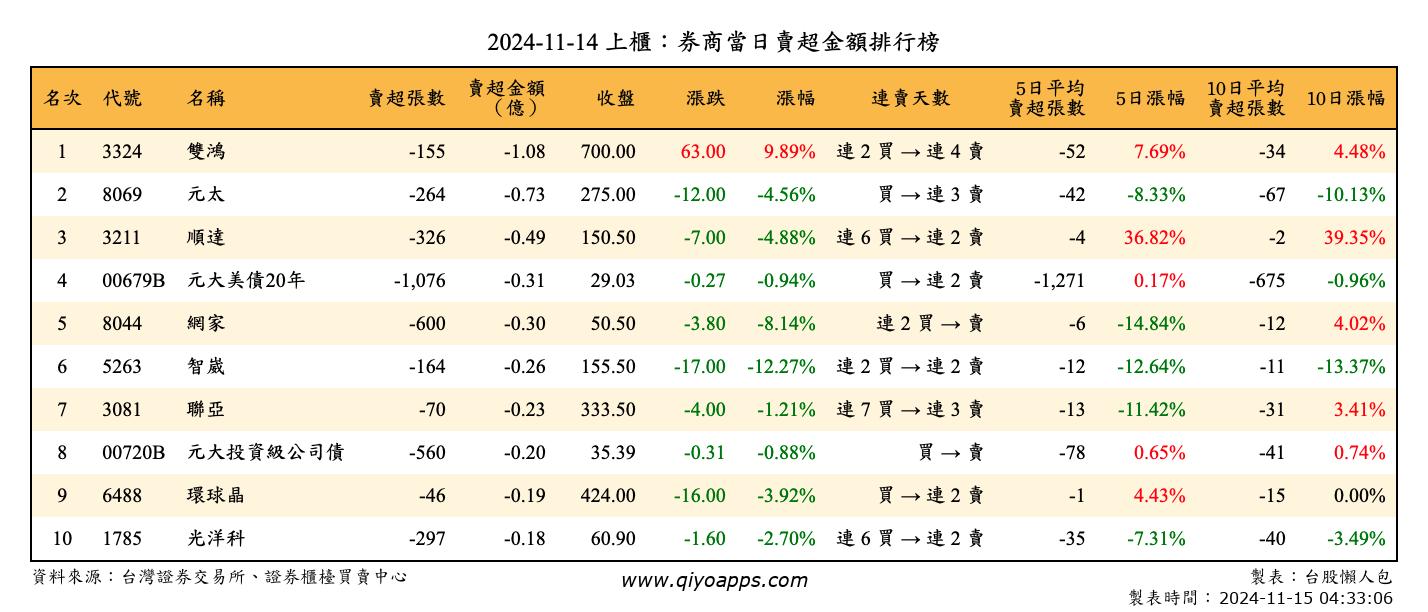 2024-11-14 上櫃：券商當日賣超金額排行榜
名次 代號 名稱 賣超張數 賣超金額（億） 收盤 漲跌 漲幅 連賣天數 5日平均賣超張數 5日漲幅 10日平均賣超張數 10日漲幅
1 3324 雙鴻 -155 -1.08 700.00 63.00 9.89% 連 2 買 → 連 4 賣 -52 7.69% -34 4.48%
2 8069 元太 -264 -0.73 275.00 -12.00 -4.56% 買 → 連 3 賣 -42 -8.33% -67 -10.13%
3 3211 順達 -326 -0.49 150.50 -7.00 -4.88% 連 6 買 → 連 2 賣 -4 36.82% -2 39.35%
4 00679B 元大美債20年 -1,076 -0.31 29.03 -0.27 -0.94% 買 → 連 2 賣 -1,271 0.17% -675 -0.96%
5 8044 網家 -600 -0.30 50.50 -3.80 -8.14% 連 2 買 → 賣 -6 -14.84% -12 4.02%
6 5263 智崴 -164 -0.26 155.50 -17.00 -12.27% 連 2 買 → 連 2 賣 -12 -12.64% -11 -13.37%
7 3081 聯亞 -70 -0.23 333.50 -4.00 -1.21% 連 7 買 → 連 3 賣 -13 -11.42% -31 3.41%
8 00720B 元大投資級公司債 -560 -0.20 35.39 -0.31 -0.88% 買 → 賣 -78 0.65% -41 0.74%
9 6488 環球晶 -46 -0.19 424.00 -16.00 -3.92% 買 → 連 2 賣 -1 4.43% -15 0.00%
10 1785 光洋科 -297 -0.18 60.90 -1.60 -2.70% 連 6 買 → 連 2 賣 -35 -7.31% -40 -3.49%
資料來源：台灣證券交易所、證券櫃檯買賣中心 www.qiyoapps.com 製表：台股懶人包
製表時間：2024-11-15 04:33:06